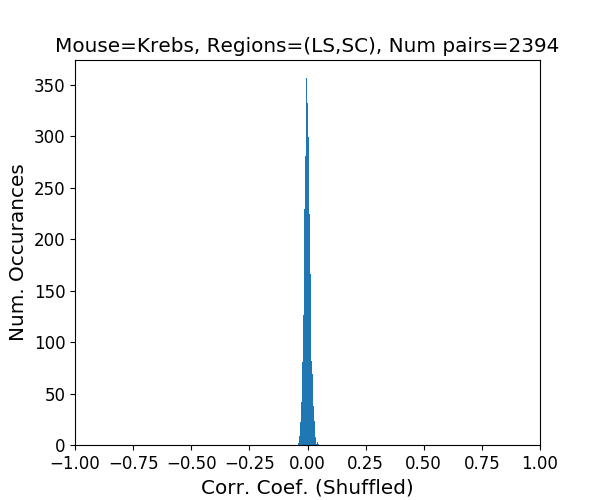 Mouse=Krebs, Regions=(LS,SC), Num pairs=2394
350
300
250
200
150
100
50
0
Num. Occurances
−1.00 −0.75 −0.50 −0.25 0.00 0.25 0.50 0.75 1.00
Corr. Coef. (Shuffled)